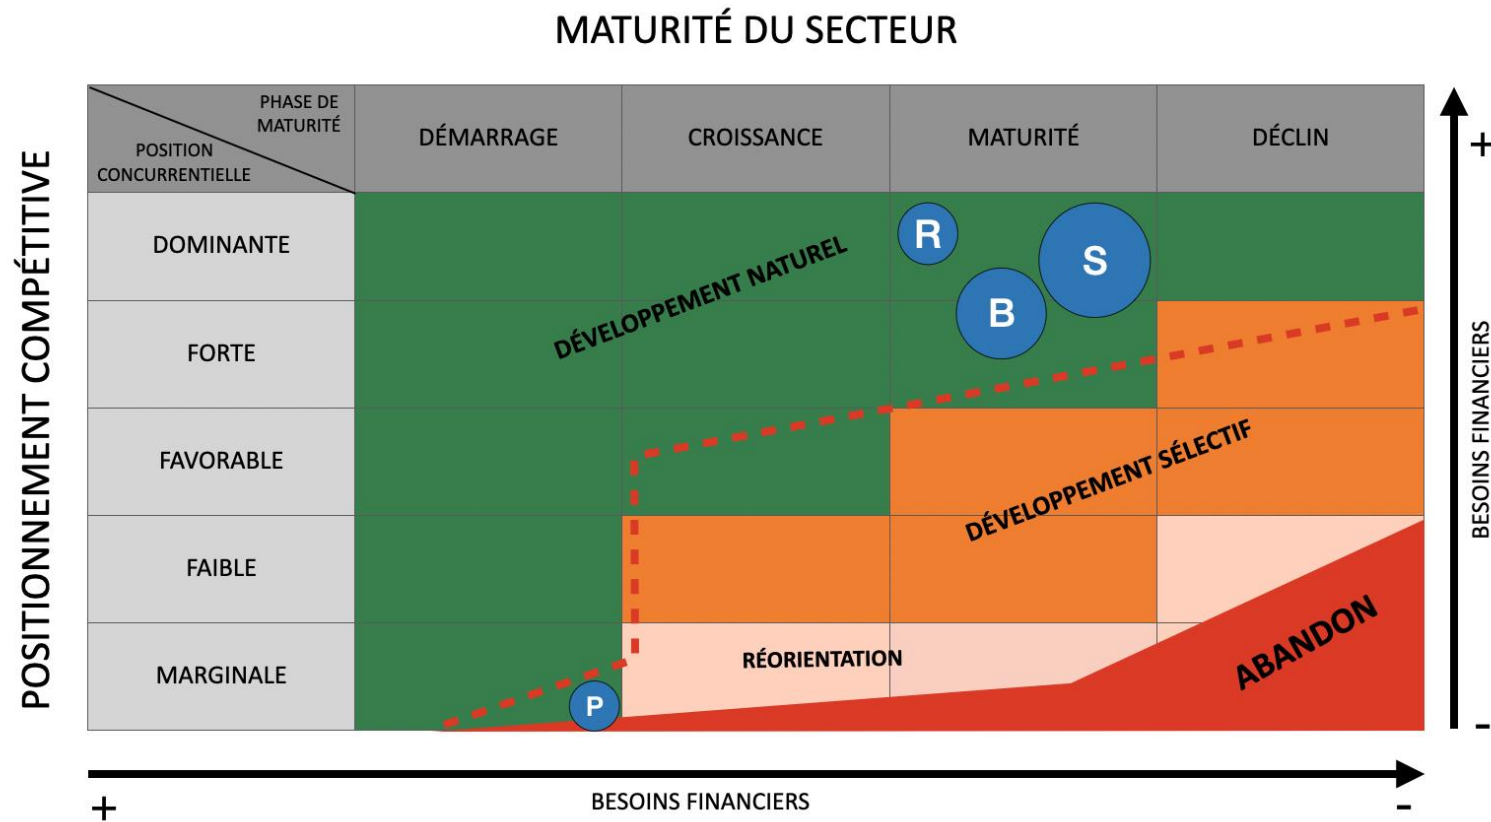 MATURITÉ DU SECTEUR
PHASE DE
MATURITÉ
POSITION
CONCURRENTIELLE
DÉMARRAGE
CROISSANCE
MATURITÉ
DÉCLIN
+
POSITIONNEMENT COMPÉTITIVE
DOMINANTE
R
S
B
DÉVELOPPEMENT NATUREL
FORTE
BESOINS FINANCIERS
FAVORABLE
DÉVELOPPEMENT SÉLECTIF
FAIBLE
MARGINALE
RÉORIENTATION
ABANDON
P
-
+
BESOINS FINANCIERS
-